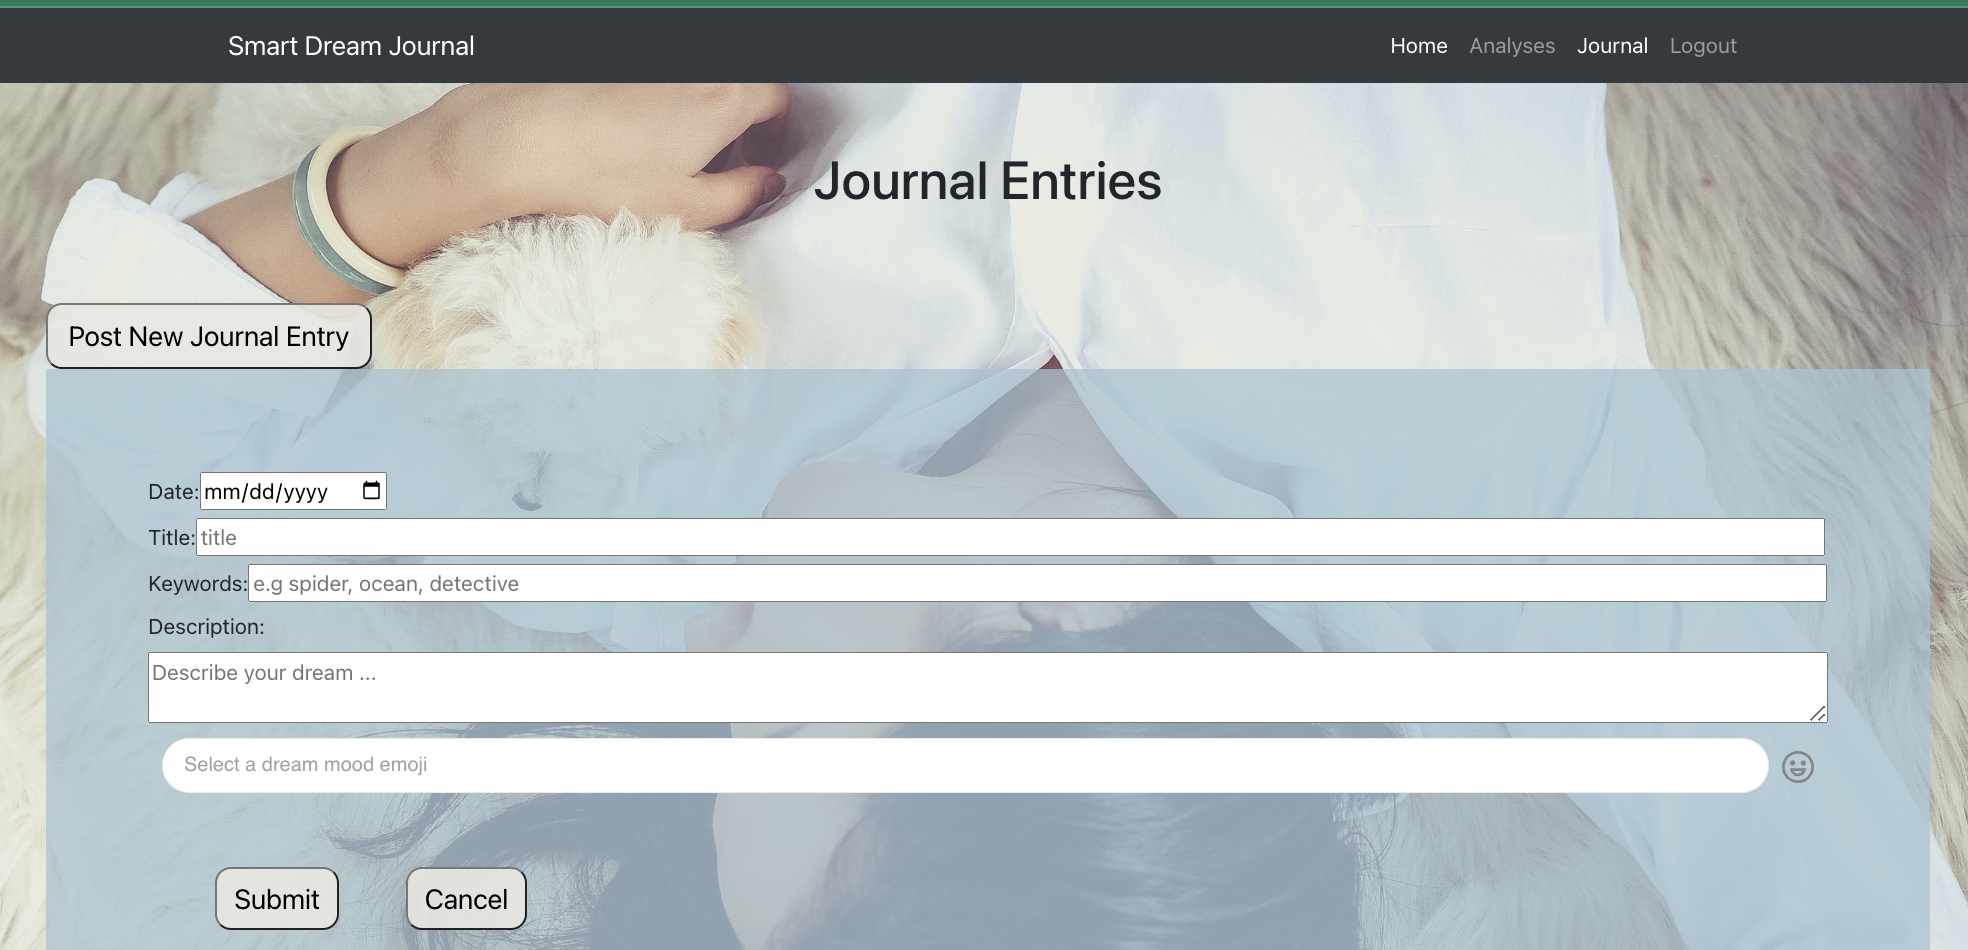 Smart Dream Journal
Home Analyses Journal Logout
Journal Entries
Post New Journal Entry
Date: mm/dd/yyyy
Title: title
Keywords: e.g spider, ocean, detective
Description:
Describe your dream ...
Select a dream mood emoji
Submit Cancel